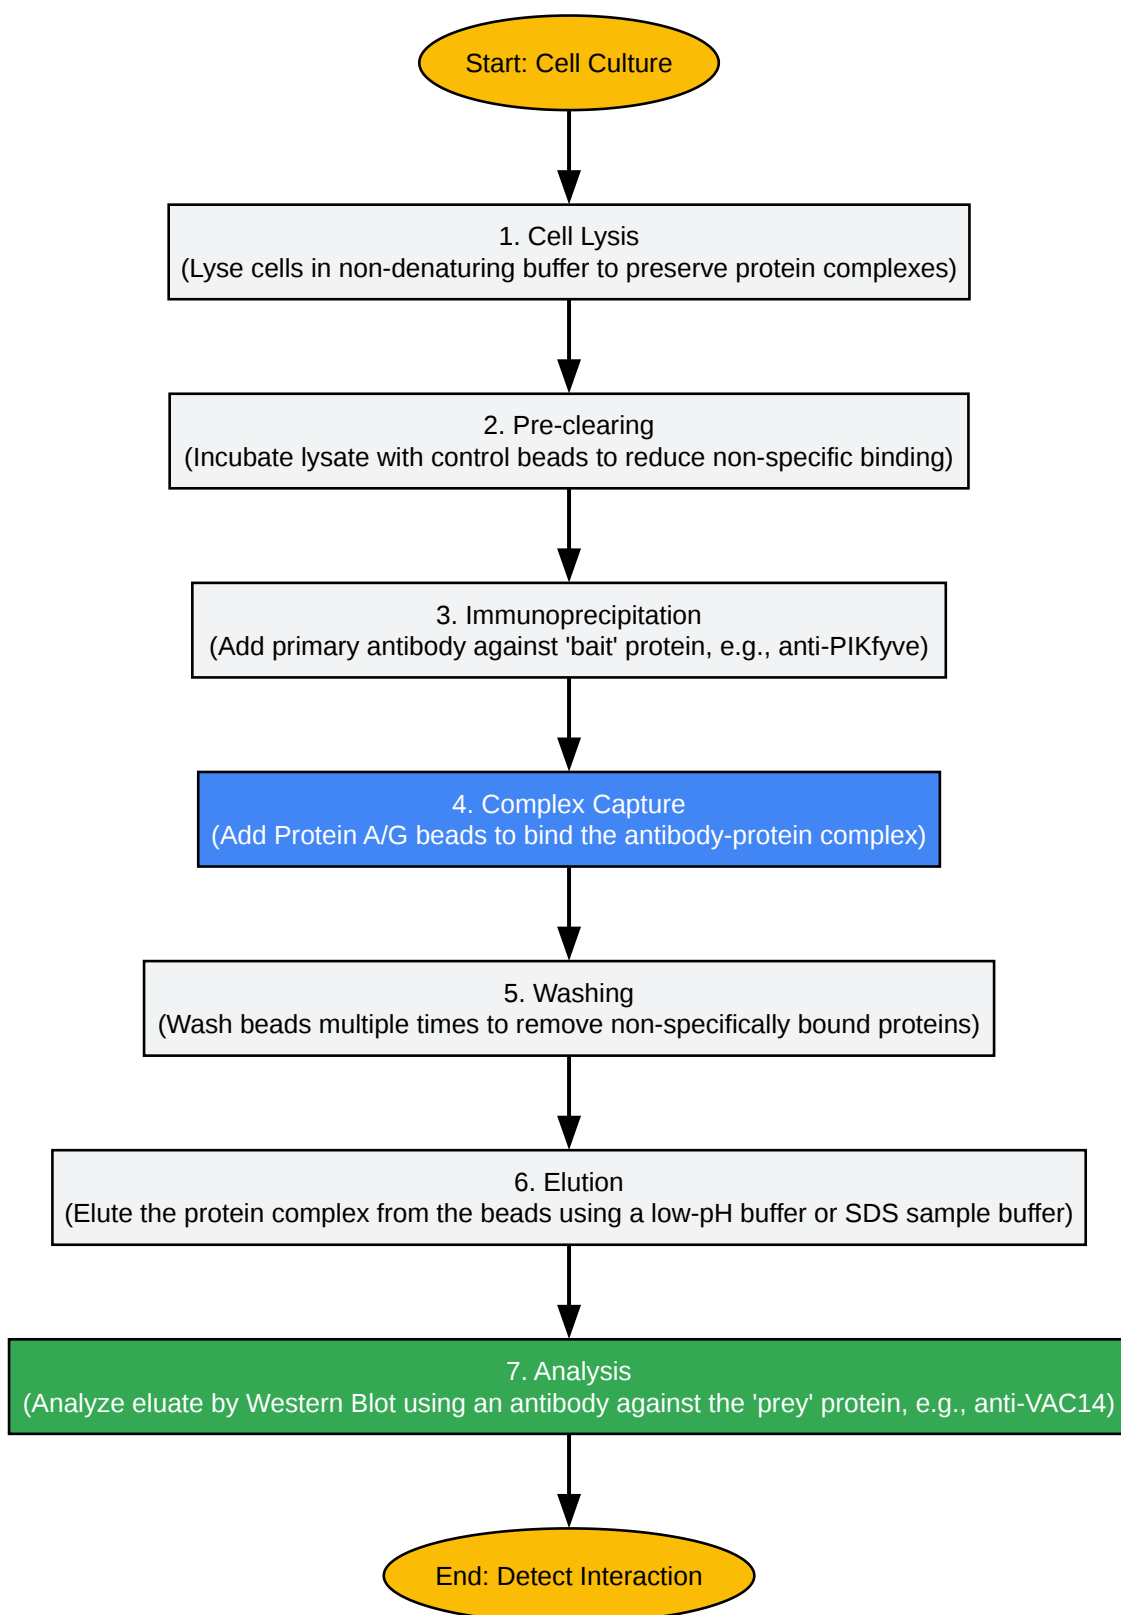 Start: Cell Culture
1. Cell Lysis
(Lyse cells in non-denaturing buffer to preserve protein complexes)
2. Pre-clearing
(Incubate lysate with control beads to reduce non-specific binding)
3. Immunoprecipitation
(Add primary antibody against 'bait' protein, e.g., anti-PIKfyve)
4. Complex Capture
(Add Protein A/G beads to bind the antibody-protein complex)
5. Washing
(Wash beads multiple times to remove non-specifically bound proteins)
6. Elution
(Elute the protein complex from the beads using a low-pH buffer or SDS sample buffer)
7. Analysis
(Analyze eluate by Western Blot using an antibody against the 'prey' protein, e.g., anti-VAC14)
End: Detect Interaction